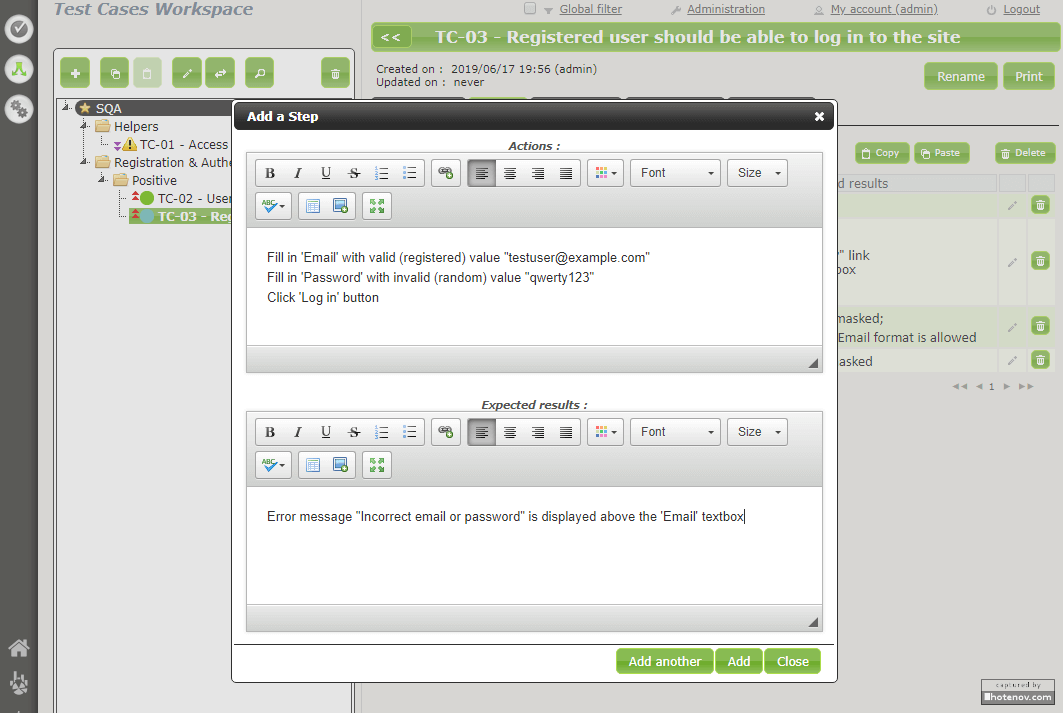 Test Cases Workspace
Global filter
Administration
My account (admin)
Logout
<< TC-03 - Registered user should be able to log in to the site
Created on : 2019/06/17 19:56 (admin)
Updated on : never
Rename
Print
SQA
Helpers
TC-01 - Access
Registration & Authe
Positive
TC-02 - User
TC-03 - Reg
Copy
Paste
Delete
d results
" link
box
masked;
Email format is allowed
asked
1
Add a Step
Actions :
B I U S
Font
Size
ABC
Fill in 'Email' with valid (registered) value "testuser@example.com"
Fill in 'Password' with invalid (random) value "qwerty123"
Click 'Log in' button
Expected results :
B I U S
Font
Size
ABC
Error message "Incorrect email or password" is displayed above the 'Email' textbox
Add another
Add
Close
captured by
hotenov.com